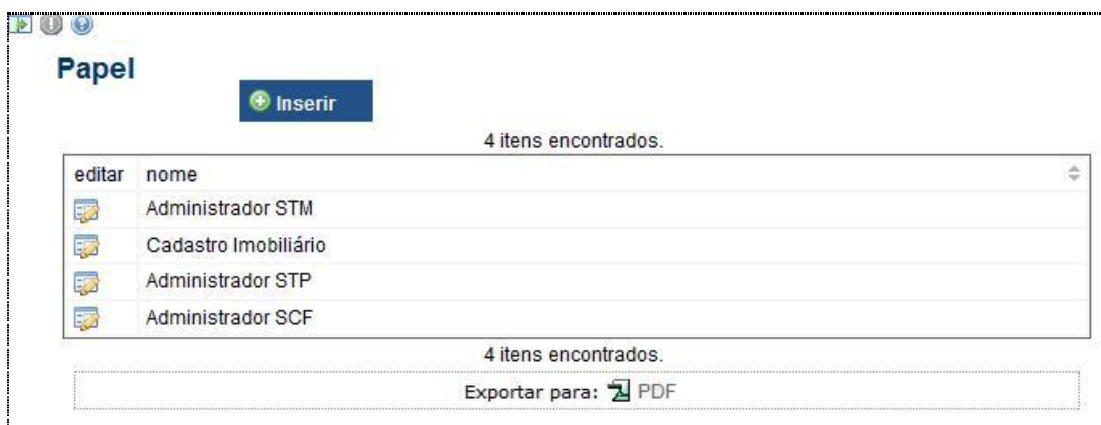 Papel
Inserir
4 itens encontrados.
editar nome
Administrador STM
Cadastro Imobiliário
Administrador STP
Administrador SCF
4 itens encontrados.
Exportar para: PDF